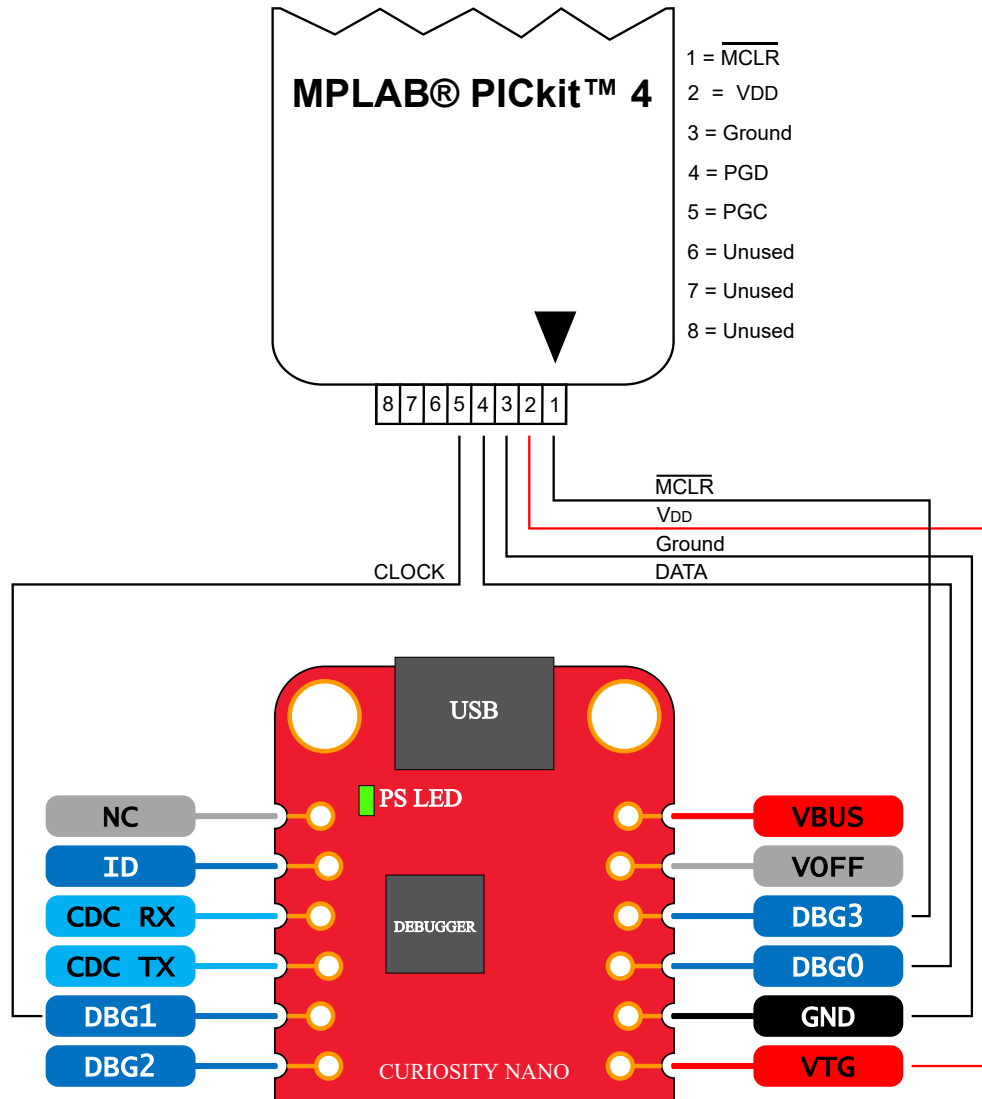 MPLAB® PICkit™ 4
1 = MCLR
2 = VDD
3 = Ground
4 = PGD
5 = PGC
6 = Unused
7 = Unused
8 = Unused
8 7 6 5 4 3 2 1
MCLR
VDD
Ground
CLOCK DATA
USB
PS LED
NC VBUS
ID VOFF
CDC RX DEBUGGER DBG3
CDC TX DBG0
DBG1 GND
DBG2 CURIOSITY NANO VTG